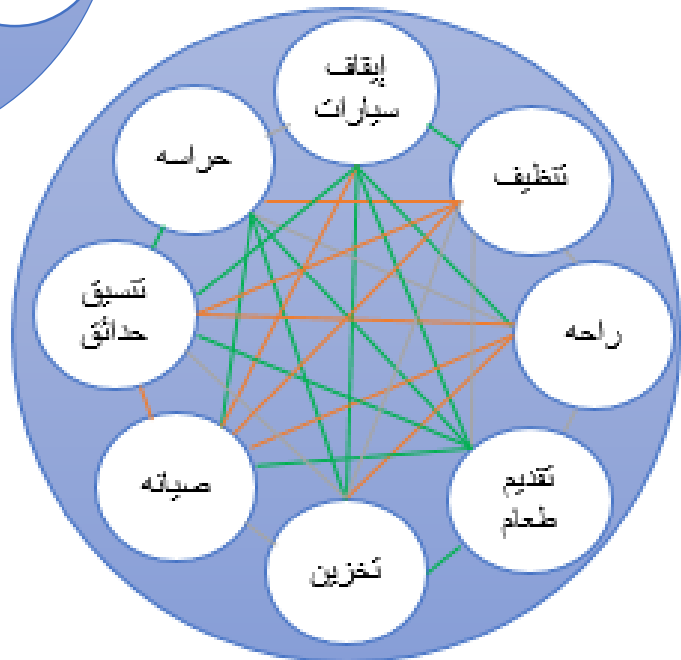 إيقاف
سيارات
تنظيف
راحه
تقديم
طعام
تخزين
صيانه
تنسيق
حدائق
حراسه